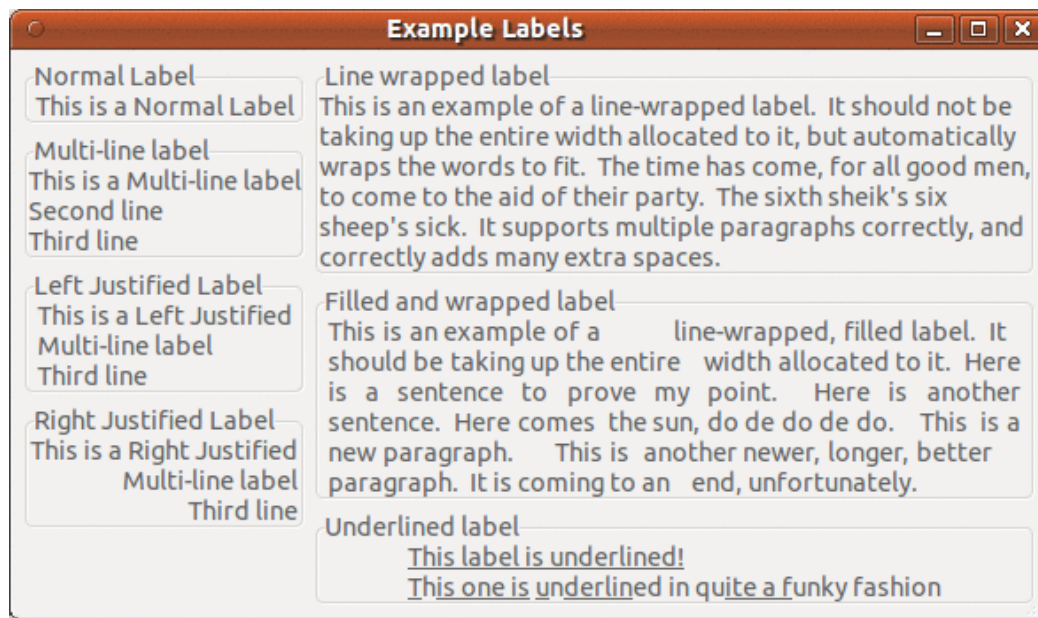 Example Labels
Normal Label
This is a Normal Label
Multi-line label
This is a Multi-line label
Second line
Third line
Left Justified Label
This is a Left Justified
Multi-line label
Third line
Right Justified Label
This is a Right Justified
Multi-line label
Third line
Line wrapped label
This is an example of a line-wrapped label.  It should not be
taking up the entire width allocated to it, but automatically
wraps the words to fit.  The time has come, for all good men,
to come to the aid of their party.  The sixth sheik's six
sheep's sick.  It supports multiple paragraphs correctly, and
correctly adds many extra spaces.
Filled and wrapped label
This is an example of a          line-wrapped, filled label.  It
should be taking up the entire   width allocated to it.  Here
is a sentence to prove my point.  Here is another
sentence.  Here comes  the sun, do de do de do.   This  is a
new paragraph.      This is  another newer, longer, better
paragraph.  It is coming to an   end, unfortunately.
Underlined label
This label is underlined!
This one is underlined in quite a funky fashion